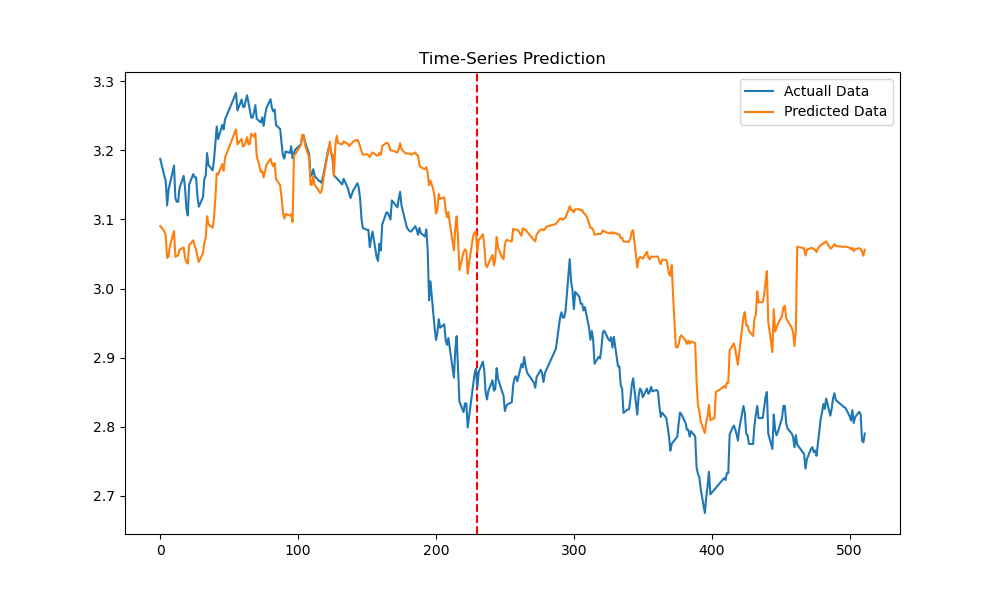 Time-Series Prediction
Actuall Data
Predicted Data
3.3
3.2
3.1
3.0
2.9
2.8
2.7
0 100 200 300 400 500